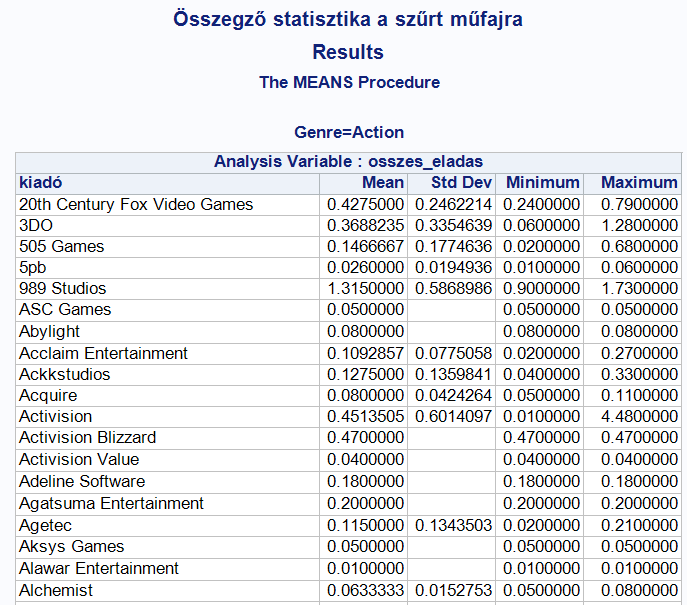 Összegző statisztika a szűrt műfajra
Results
The MEANS Procedure
Genre=Action
Analysis Variable : osszes_eladas
kiadó Mean Std Dev Minimum Maximum
20th Century Fox Video Games 0.4275000 0.2462214 0.2400000 0.7900000
3DO 0.3688235 0.3354639 0.0600000 1.2800000
505 Games 0.1466667 0.1774636 0.0200000 0.6800000
5pb 0.0260000 0.0194936 0.0100000 0.0600000
989 Studios 1.3150000 0.5868986 0.9000000 1.7300000
ASC Games 0.0500000 0.0500000 0.0500000
Abylight 0.0800000 0.0800000 0.0800000
Acclaim Entertainment 0.1092857 0.0775058 0.0200000 0.2700000
Ackkstudios 0.1275000 0.1359841 0.0400000 0.3300000
Acquire 0.0800000 0.0424264 0.0500000 0.1100000
Activision 0.4513505 0.6014097 0.0100000 4.4800000
Activision Blizzard 0.4700000 0.4700000 0.4700000
Activision Value 0.0400000 0.0400000 0.0400000
Adeline Software 0.1800000 0.1800000 0.1800000
Agatsuma Entertainment 0.2000000 0.2000000 0.2000000
Agetec 0.1150000 0.1343503 0.0200000 0.2100000
Aksys Games 0.0500000 0.0500000 0.0500000
Alawar Entertainment 0.0100000 0.0100000 0.0100000
Alchemist 0.0633333 0.0152753 0.0500000 0.0800000